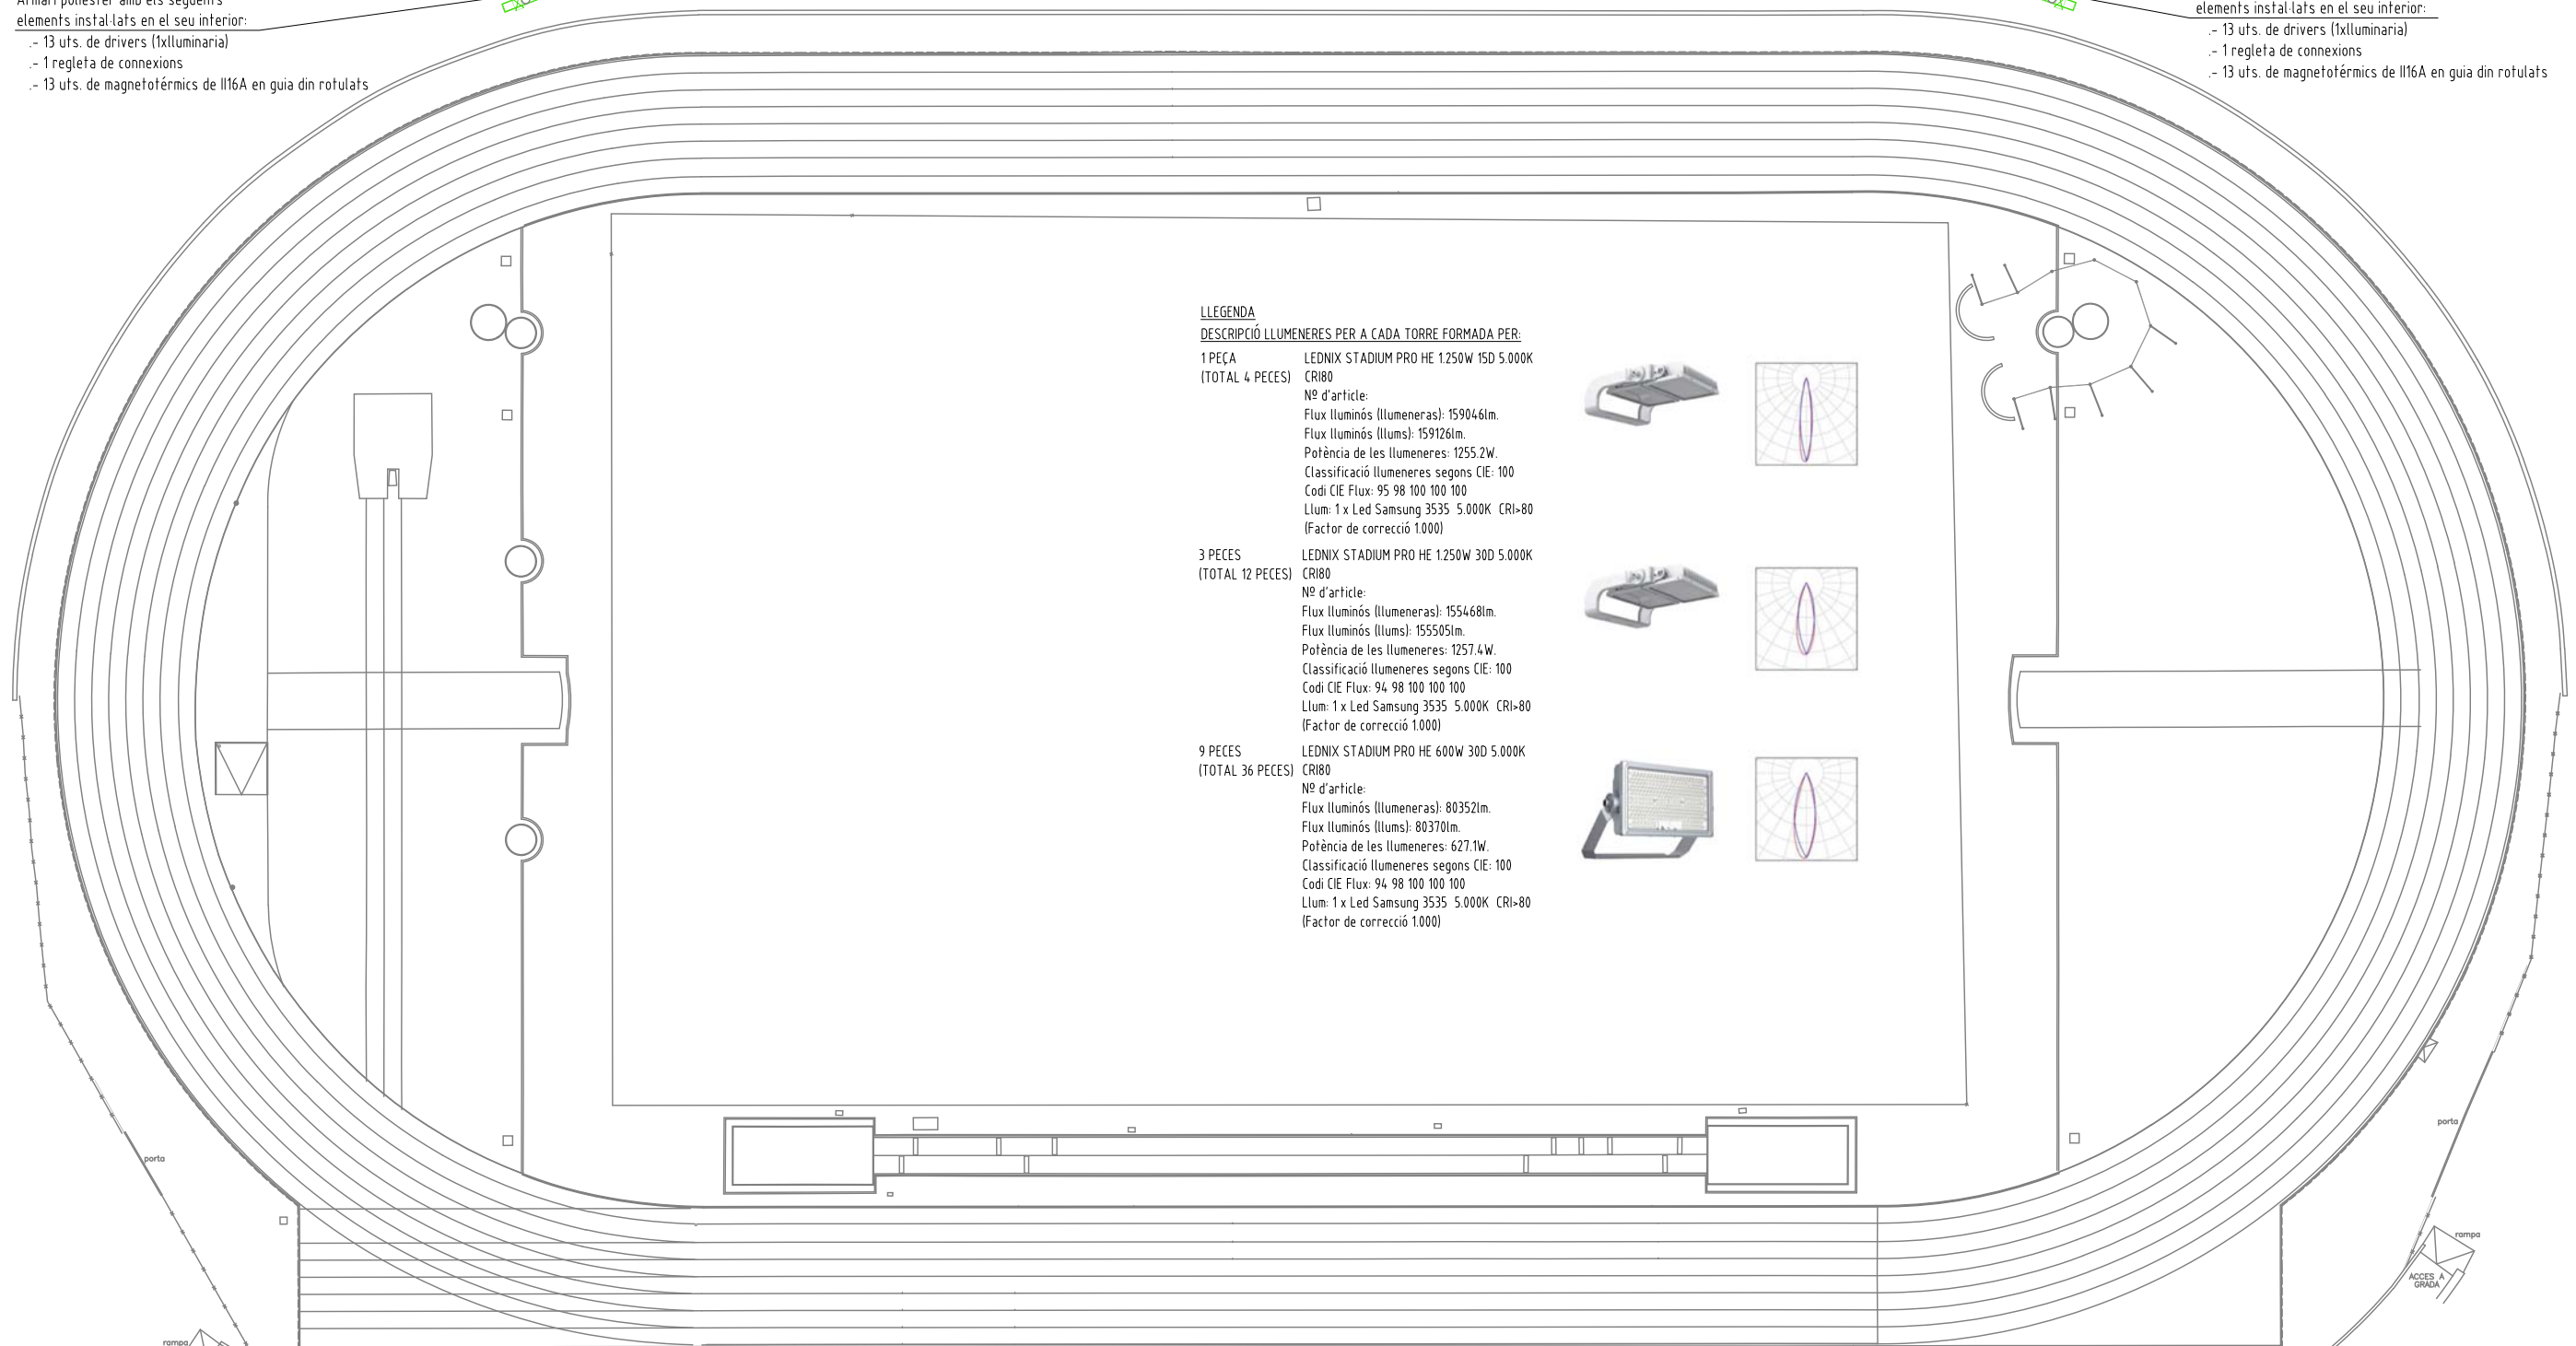 Armari polièster amb els següents
elements instal·lats en el seu interior:
.- 13 uts. de drivers (1xlluminaria)
.- 1 regleta de connexions
.- 13 uts. de magnetotérmics de II16A en guia din rotulats
elements instal·lats en el seu interior:
.- 13 uts. de drivers (1xlluminaria)
.- 1 regleta de connexions
.- 13 uts. de magnetotérmics de II16A en guia din rotulats
LLEGENDA
DESCRIPCIÓ LLUMENERES PER A CADA TORRE FORMADA PER:
1 PEÇA LEDNIX STADIUM PRO HE 1.250W 15D 5.000K
(TOTAL 4 PECES) CRI80
Nº d'article:
Flux lluminós (llumeneras): 159046lm.
Flux lluminós (llums): 159126lm.
Potència de les llumeneres: 1255.2W.
Classificació llumeneres segons CIE: 100
Codi CIE Flux: 95 98 100 100 100
Llum: 1 x Led Samsung 3535 5.000K CRI>80
(Factor de correcció 1.000)
3 PECES LEDNIX STADIUM PRO HE 1.250W 30D 5.000K
(TOTAL 12 PECES) CRI80
Nº d'article:
Flux lluminós (llumeneras): 155468lm.
Flux lluminós (llums): 155505lm.
Potència de les llumeneres: 1257.4W.
Classificació llumeneres segons CIE: 100
Codi CIE Flux: 94 98 100 100 100
Llum: 1 x Led Samsung 3535 5.000K CRI>80
(Factor de correcció 1.000)
9 PECES LEDNIX STADIUM PRO HE 600W 30D 5.000K
(TOTAL 36 PECES) CRI80
Nº d'article:
Flux lluminós (llumeneras): 80352lm.
Flux lluminós (llums): 80370lm.
Potència de les llumeneres: 627.1W.
Classificació llumeneres segons CIE: 100
Codi CIE Flux: 94 98 100 100 100
Llum: 1 x Led Samsung 3535 5.000K CRI>80
(Factor de correcció 1.000)
porta
porta
rampa
ACCES A
GRADA
rampa